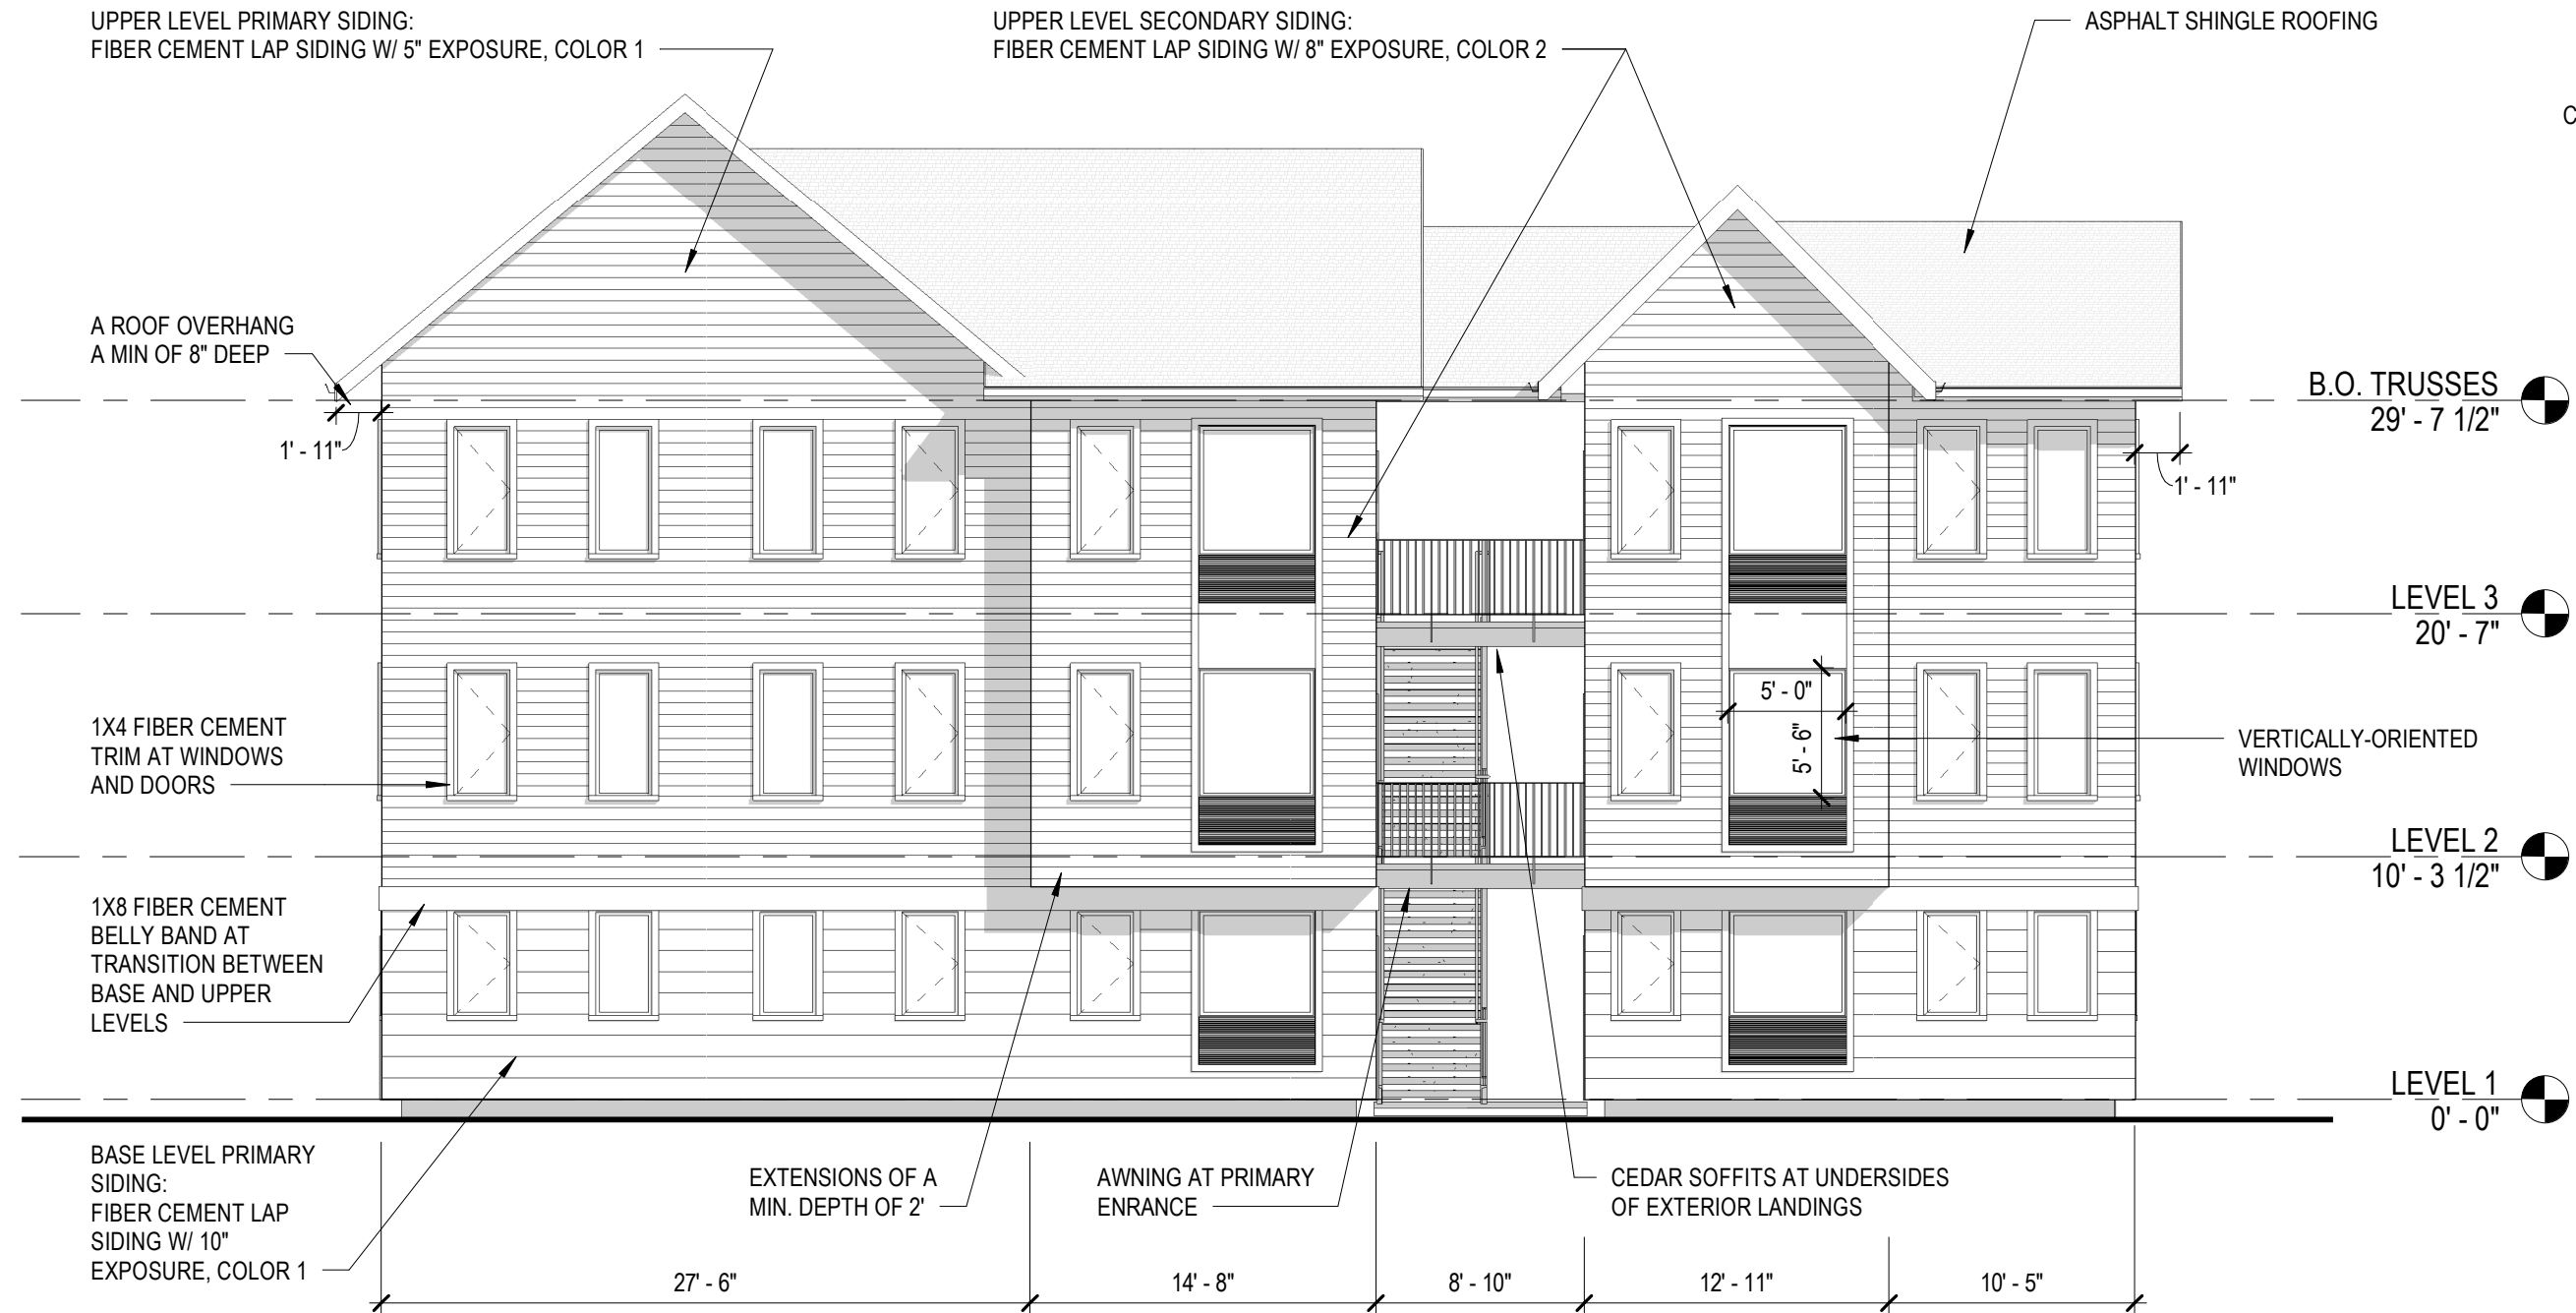 UPPER LEVEL PRIMARY SIDING:
FIBER CEMENT LAP SIDING W/ 5" EXPOSURE, COLOR 1
UPPER LEVEL SECONDARY SIDING:
FIBER CEMENT LAP SIDING W/ 8" EXPOSURE, COLOR 2
ASPHALT SHINGLE ROOFING
C
A ROOF OVERHANG
A MIN OF 8" DEEP
1' - 11"
B.O. TRUSSES
29' - 7 1/2"
1' - 11"
LEVEL 3
20' - 7"
1X4 FIBER CEMENT
TRIM AT WINDOWS
AND DOORS
5' - 0"
5' - 6"
VERTICALLY-ORIENTED
WINDOWS
LEVEL 2
10' - 3 1/2"
1X8 FIBER CEMENT
BELLY BAND AT
TRANSITION BETWEEN
BASE AND UPPER
LEVELS
LEVEL 1
0' - 0"
BASE LEVEL PRIMARY
SIDING:
FIBER CEMENT LAP
SIDING W/ 10"
EXPOSURE, COLOR 1
EXTENSIONS OF A
MIN. DEPTH OF 2'
AWNING AT PRIMARY
ENRANCE
CEDAR SOFFITS AT UNDERSIDES
OF EXTERIOR LANDINGS
27' - 6"
14' - 8"
8' - 10"
12' - 11"
10' - 5"